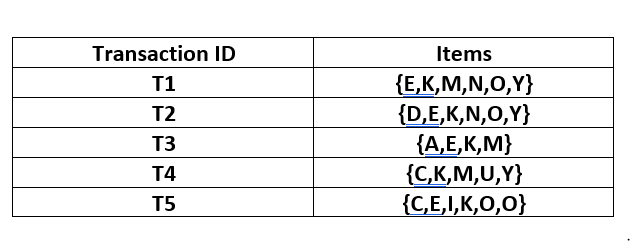 Transaction ID Items
T1 {E,K,M,N,O,Y}
T2 {D,E,K,N,O,Y}
T3 {A,E,K,M}
T4 {C,K,M,U,Y}
T5 {C,E,I,K,O,O}